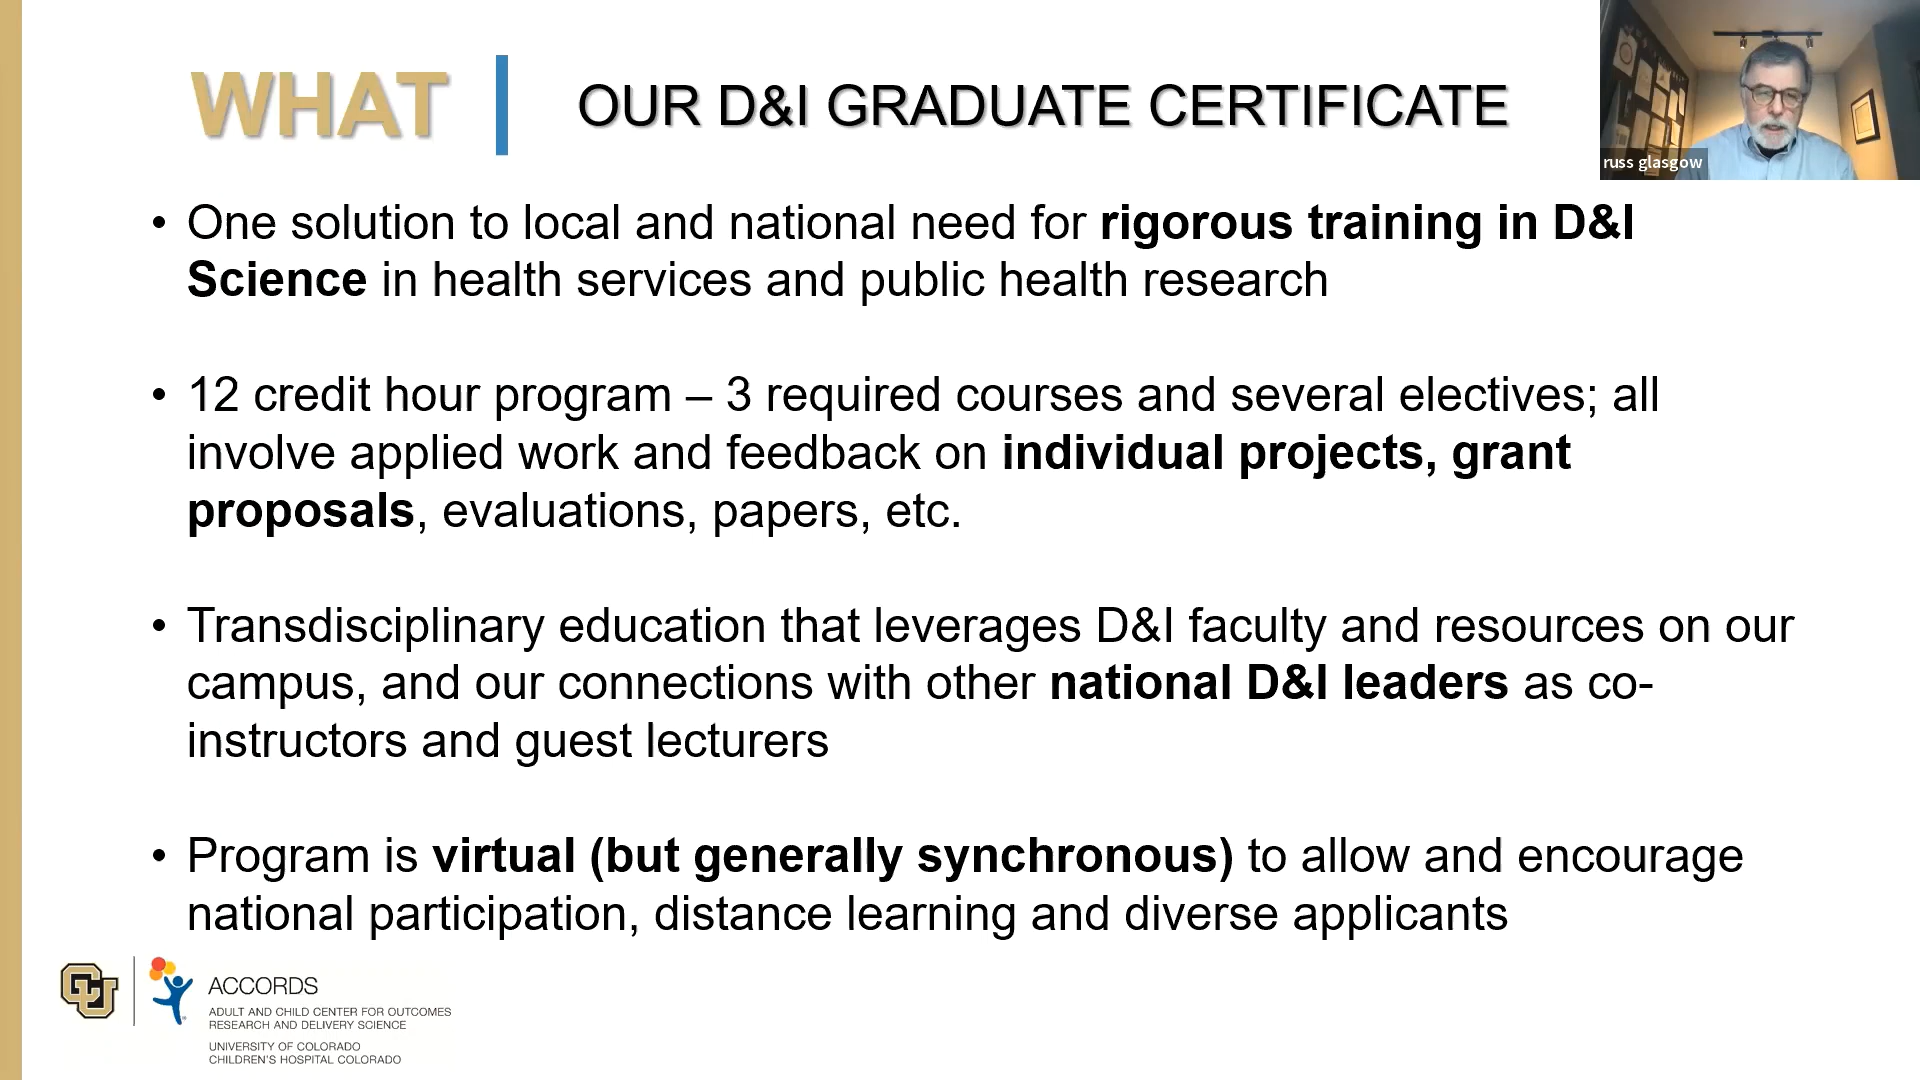 WHAT
OUR D&I GRADUATE CERTIFICATE
russ glasgow
• One solution to local and national need for rigorous training in D&I
Science in health services and public health research
• 12 credit hour program – 3 required courses and several electives; all
involve applied work and feedback on individual projects, grant
proposals, evaluations, papers, etc.
• Transdisciplinary education that leverages D&I faculty and resources on our
campus, and our connections with other national D&I leaders as co-
instructors and guest lecturers
• Program is virtual (but generally synchronous) to allow and encourage
national participation, distance learning and diverse applicants
CU
ACCORDS
ADULT AND CHILD CENTER FOR OUTCOMES
RESEARCH AND DELIVERY SCIENCE
UNIVERSITY OF COLORADO
CHILDREN'S HOSPITAL COLORADO